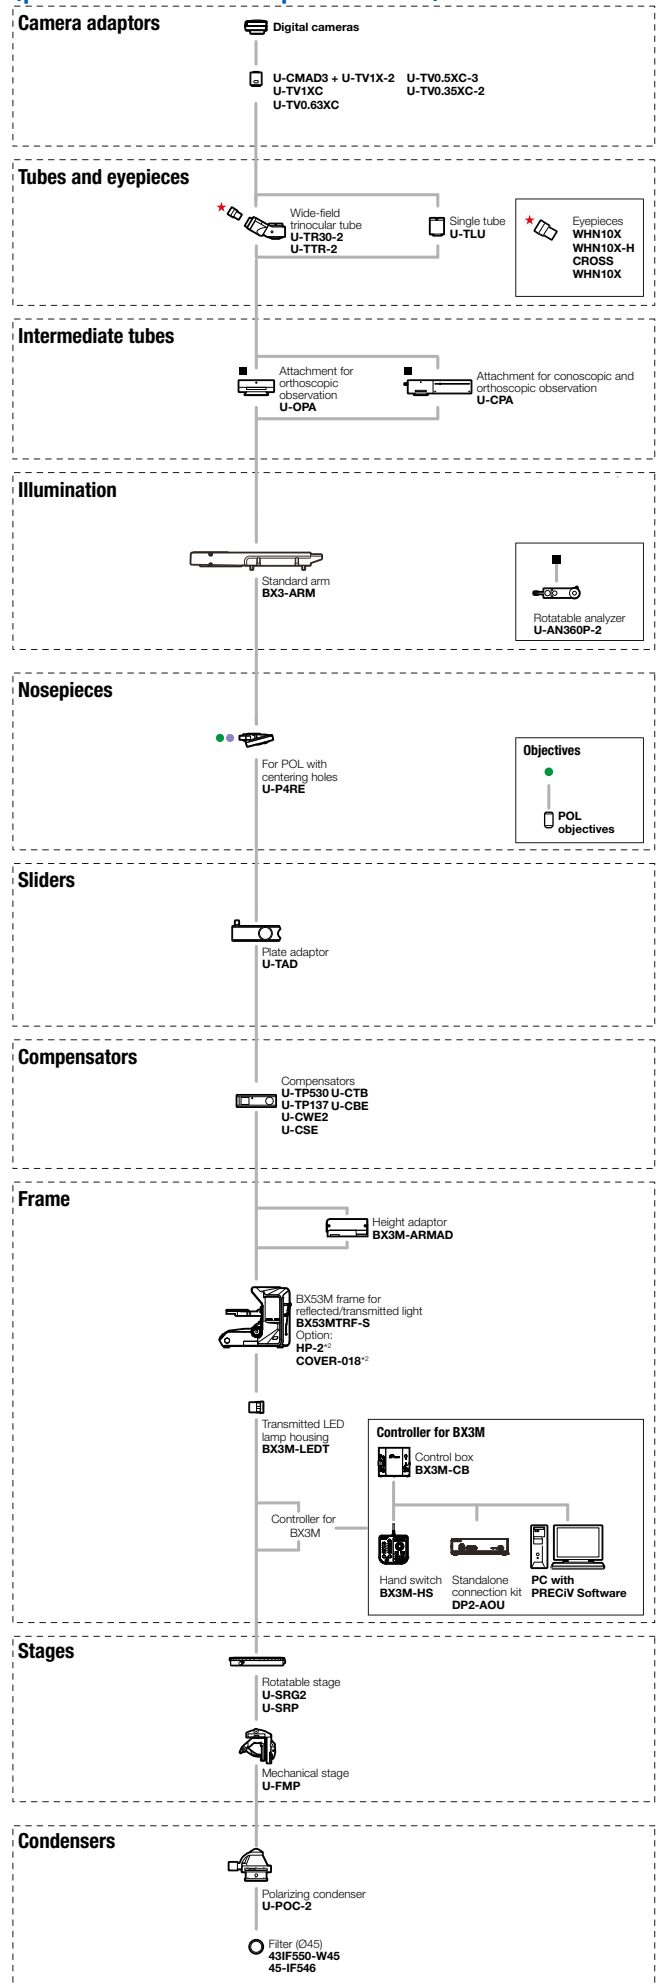 Camera adaptors
Digital cameras
U-CMAD3 + U-TV1X-2 U-TV0.5XC-3
U-TV1XC U-TV0.35XC-2
U-TV0.63XC
Tubes and eyepieces
Wide-field
trinocular tube
U-TR30-2
U-TTR-2
Single tube
U-TLU
Eyepieces
WHN10X
WHN10X-H
CROSS
WHN10X
Intermediate tubes
Attachment for
orthoscopic
observation
U-OPA
Attachment for conoscopic and
orthoscopic observation
U-CPA
Illumination
Standard arm
BX3-ARM
Rotatable analyzer
U-AN360P-2
Nosepieces
For POL with
centering holes
U-P4RE
Objectives
POL
objectives
Sliders
Plate adaptor
U-TAD
Compensators
Compensators
U-TP530 U-CTB
U-TP137 U-CBE
U-CWE2
U-CSE
Frame
Height adaptor
BX3M-ARMAD
BX53M frame for
reflected/transmitted light
BX53MTRF-S
Option:
HP-2*2
COVER-018*2
Transmitted LED
lamp housing
BX3M-LEDT
Controller for
BX3M
Controller for BX3M
Control box
BX3M-CB
Hand switch
BX3M-HS
Standalone
connection kit
DP2-AOU
PC with
PRECiV Software
Stages
Rotatable stage
U-SRG2
U-SRP
Mechanical stage
U-FMP
Condensers
Polarizing condenser
U-POC-2
Filter (Ø45)
43IF550-W45
45-IF546